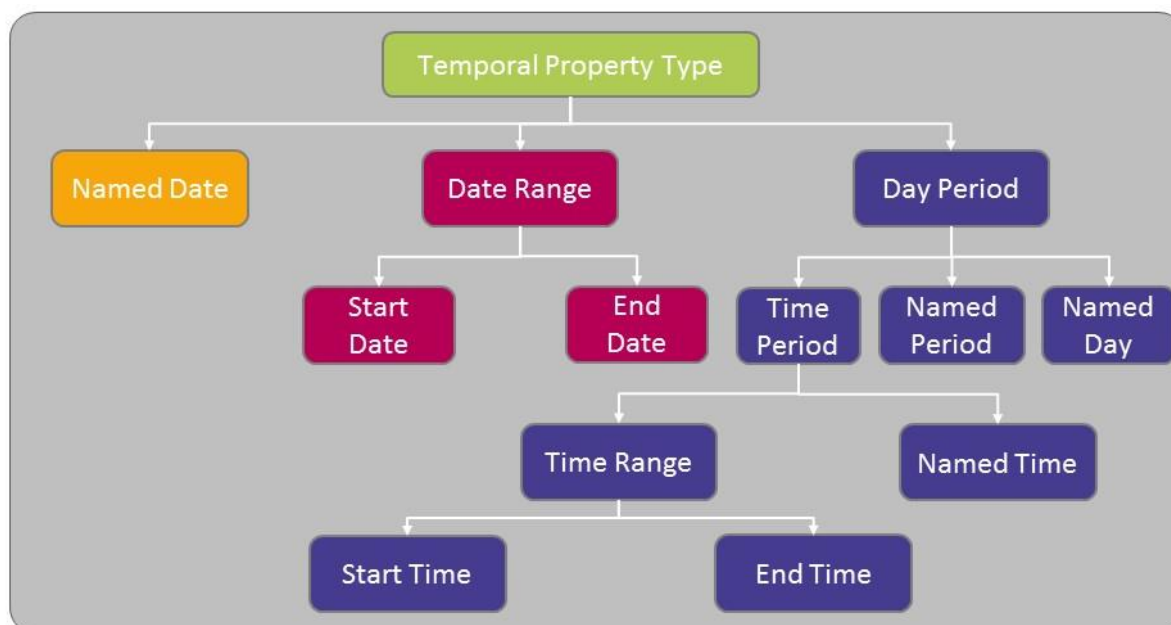 Temporal Property Type
Named Date
Date Range
Day Period
Start
Date
End
Date
Time
Period
Named
Period
Named
Day
Time Range
Named Time
Start Time
End Time